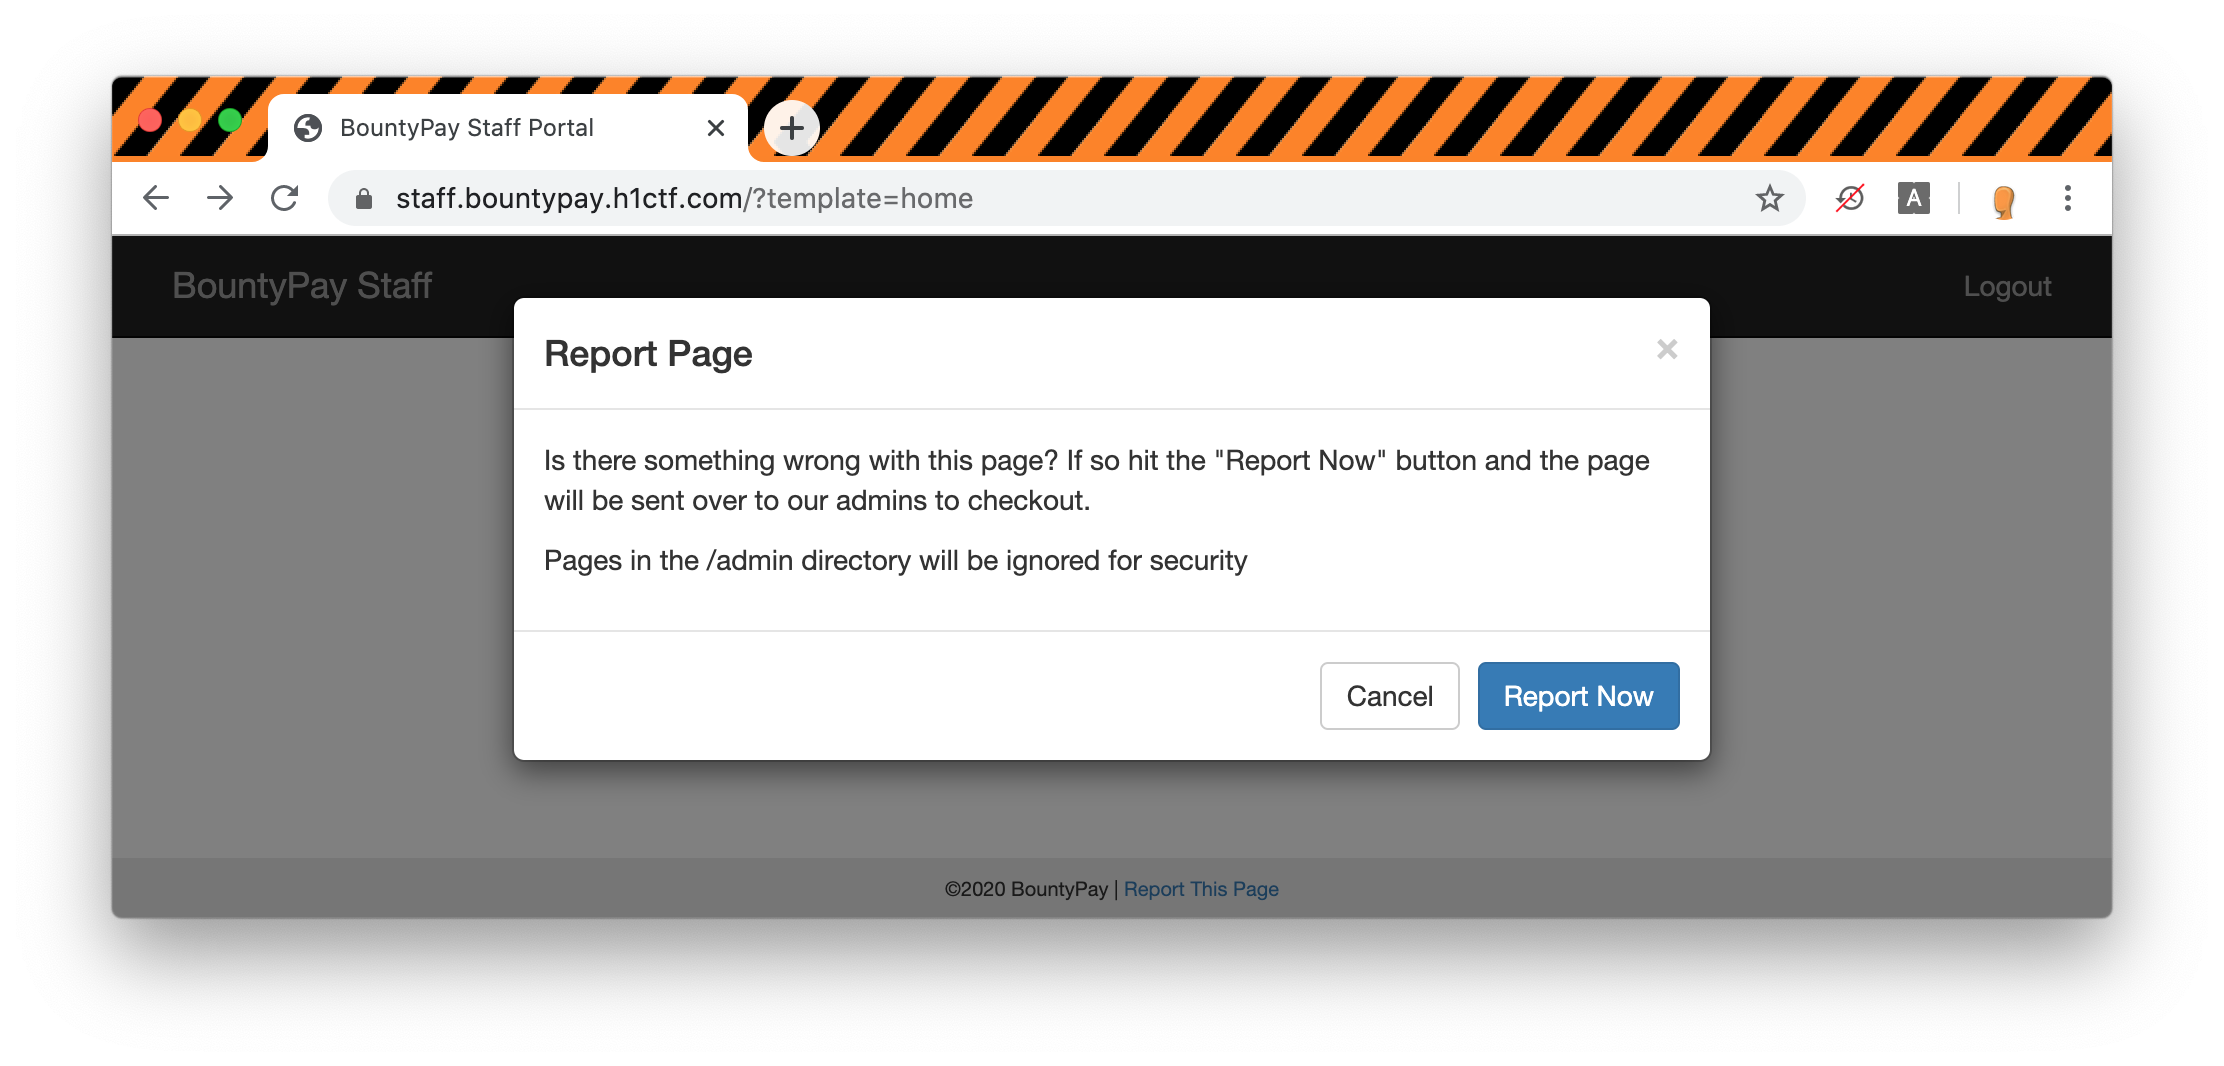 BountyPay Staff Portal
staff.bountypay.h1ctf.com/?template=home
A
BountyPay Staff
Logout
Report Page
Is there something wrong with this page? If so hit the "Report Now" button and the page
will be sent over to our admins to checkout.
Pages in the /admin directory will be ignored for security
Cancel
Report Now
©2020 BountyPay | Report This Page